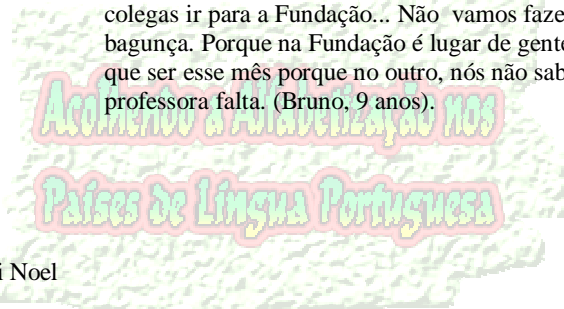 colegas ir para a Fundação... Não vamos faze
bagunça. Porque na Fundação é lugar de gente
que ser esse mês porque no outro, nós não sab
professora falta. (Bruno, 9 anos).
Acolhendo a Alfabetização nos
Países de Língua Portuguesa
i Noel